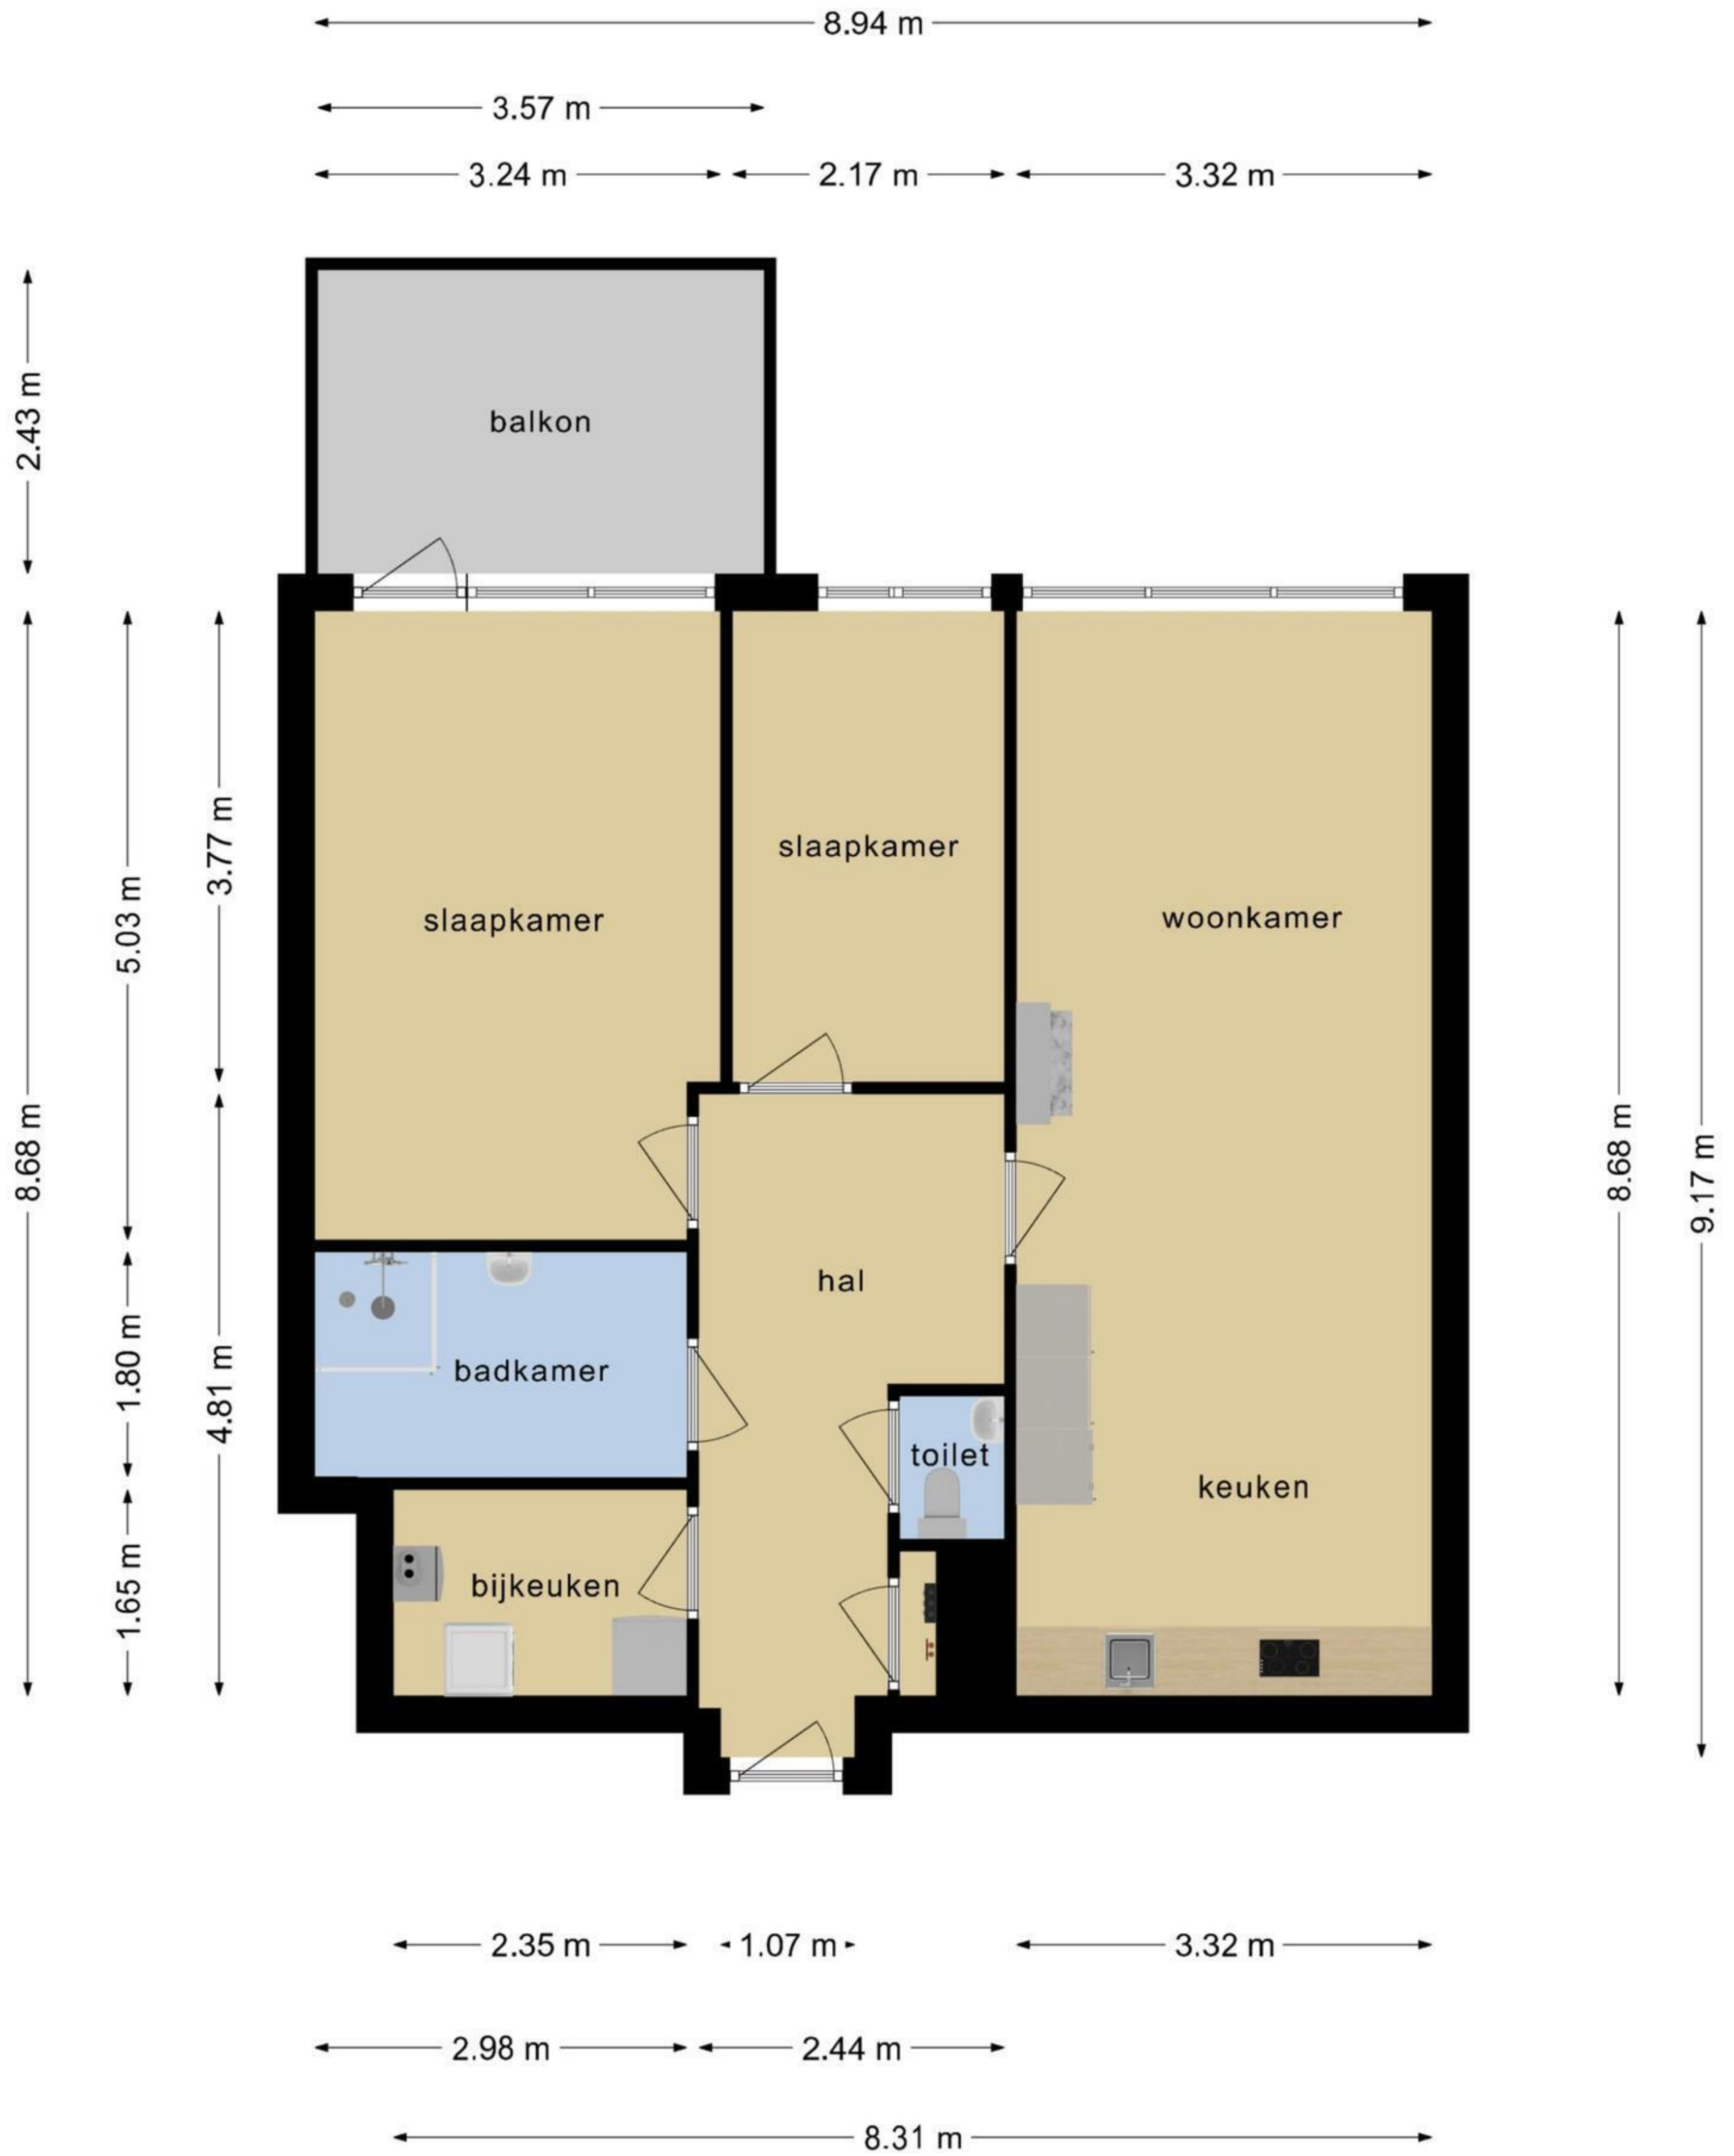 8.94 m
3.57 m
3.24 m
2.17 m
3.32 m
2.43 m
balkon
3.77 m
5.03 m
8.68 m
slaapkamer
slaapkamer
woonkamer
8.68 m
9.17 m
hal
1.80 m
4.81 m
badkamer
toilet
keuken
1.65 m
bijkeuken
2.35 m
1.07 m
3.32 m
2.98 m
2.44 m
8.31 m